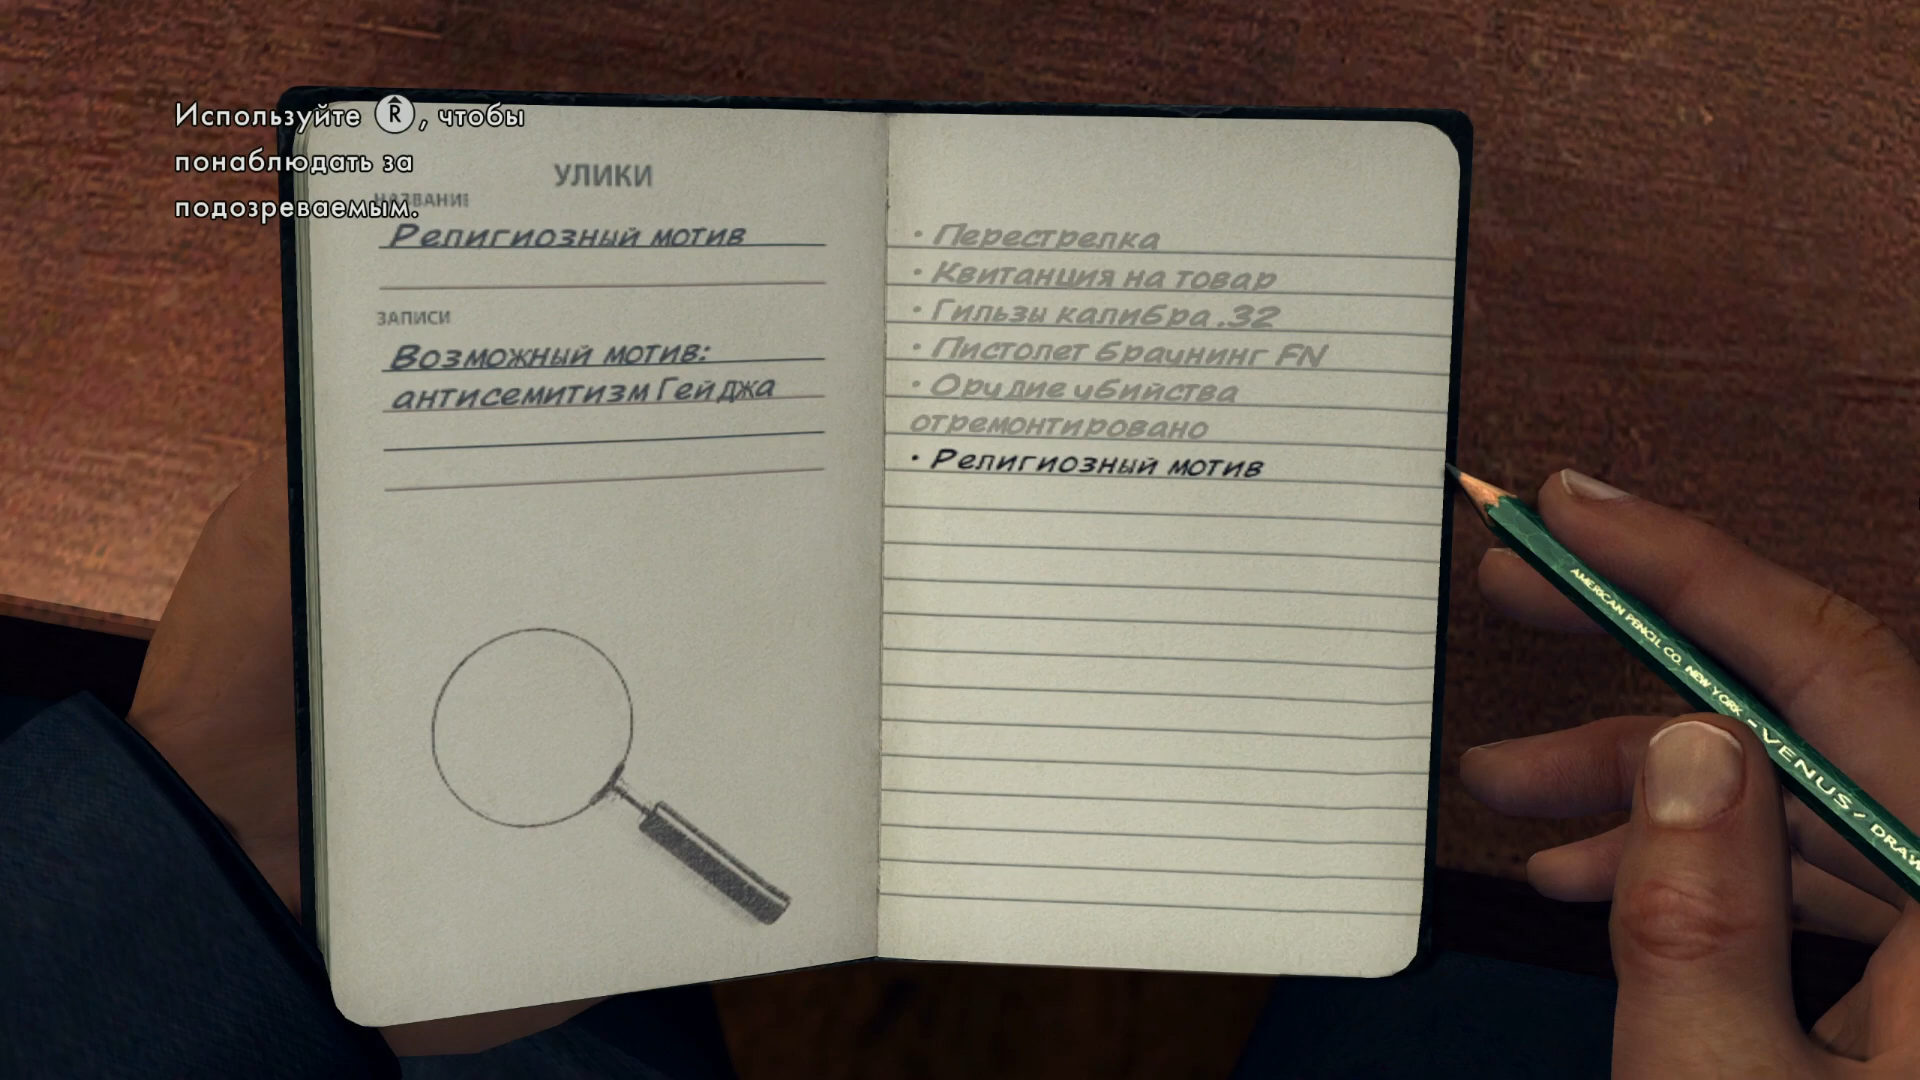 Используйте R, чтобы
понаблюдать за
подозреваемым.
УЛИКИ
НАЗВАНИЕ
Религиозный мотив
ЗАПИСИ
Возможный мотив:
антисемитизм Гейджа
• Перестрелка
• Квитанция на товар
• Гильзы калибра .32
• Пистолет браунинг FN
• Орудие убийства
отремонтировано
• Религиозный мотив
AMERICAN PENCIL CO. NEW YORK - VENUS / DRAW